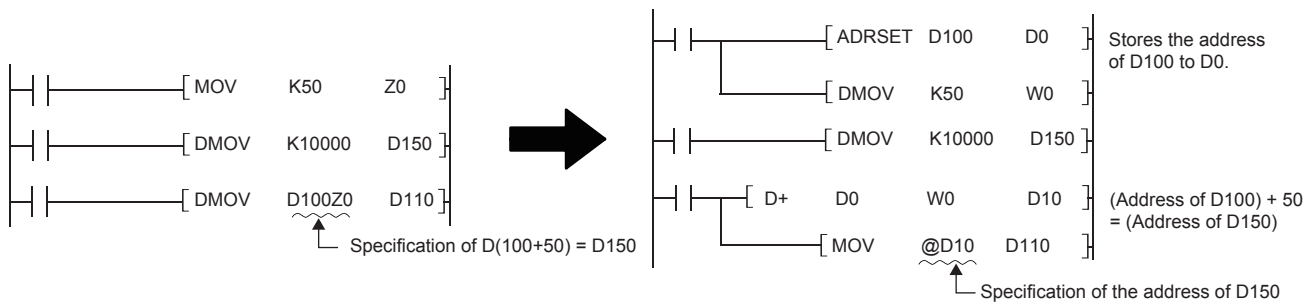 MOV K50 Z0
DMOV K10000 D150
DMOV D100Z0 D110
Specification of D(100+50) = D150
ADRSET D100 D0
Stores the address
of D100 to D0.
DMOV K50 W0
DMOV K10000 D150
D+ D0 W0 D10
(Address of D100) + 50
= (Address of D150)
MOV @D10 D110
Specification of the address of D150